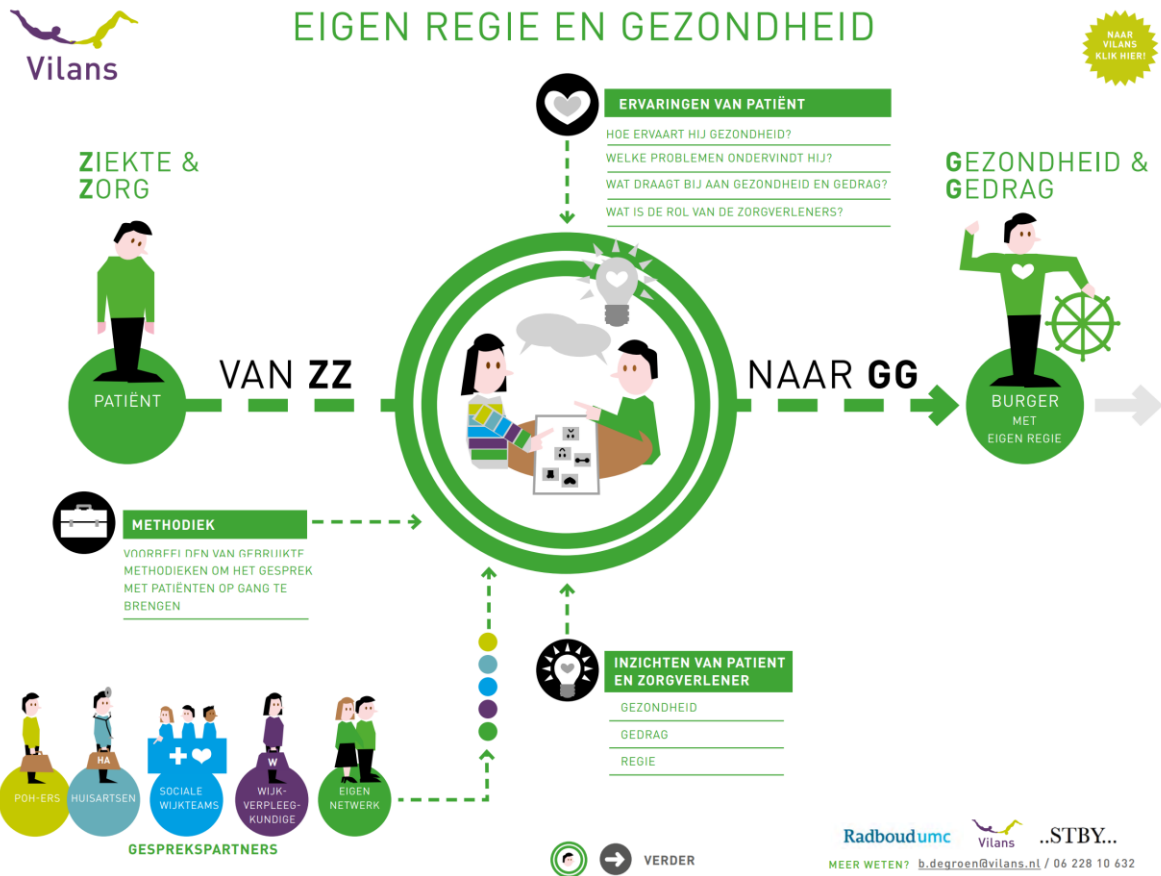 Vilans
EIGEN REGIE EN GEZONDHEID
NAAR
VILANS
KLIK HIER!
ERVARINGEN VAN PATIËNT
HOE ERVAART HIJ GEZONDHEID?
WELKE PROBLEMEN ONDERVINDT HIJ?
WAT DRAAGT BIJ AAN GEZONDHEID EN GEDRAG?
WAT IS DE ROL VAN DE ZORGVERLENERS?
ZIEKTE &
ZORG
GEZONDHEID &
GEDRAG
VAN ZZ
NAAR GG
PATIËNT
BURGER
MET
EIGEN REGIE
METHODIEK
VOORBEELDEN VAN GEBRUIKTE
METHODIEKEN OM HET GESPREK
MET PATIËNTEN OP GANG TE
BRENGEN
INZICHTEN VAN PATIENT
EN ZORGVERLENER
GEZONDHEID
GEDRAG
REGIE
HA
W
POH-ERS
HUISARTSEN
SOCIALE
WIJKTEAMS
WIJK-
VERPLEEG-
KUNDIGE
EIGEN
NETWERK
GESPREKSPARTNERS
VERDER
Radboudumc
Vilans
..STBY...
MEER WETEN? b.degroen@vilans.nl / 06 228 10 632